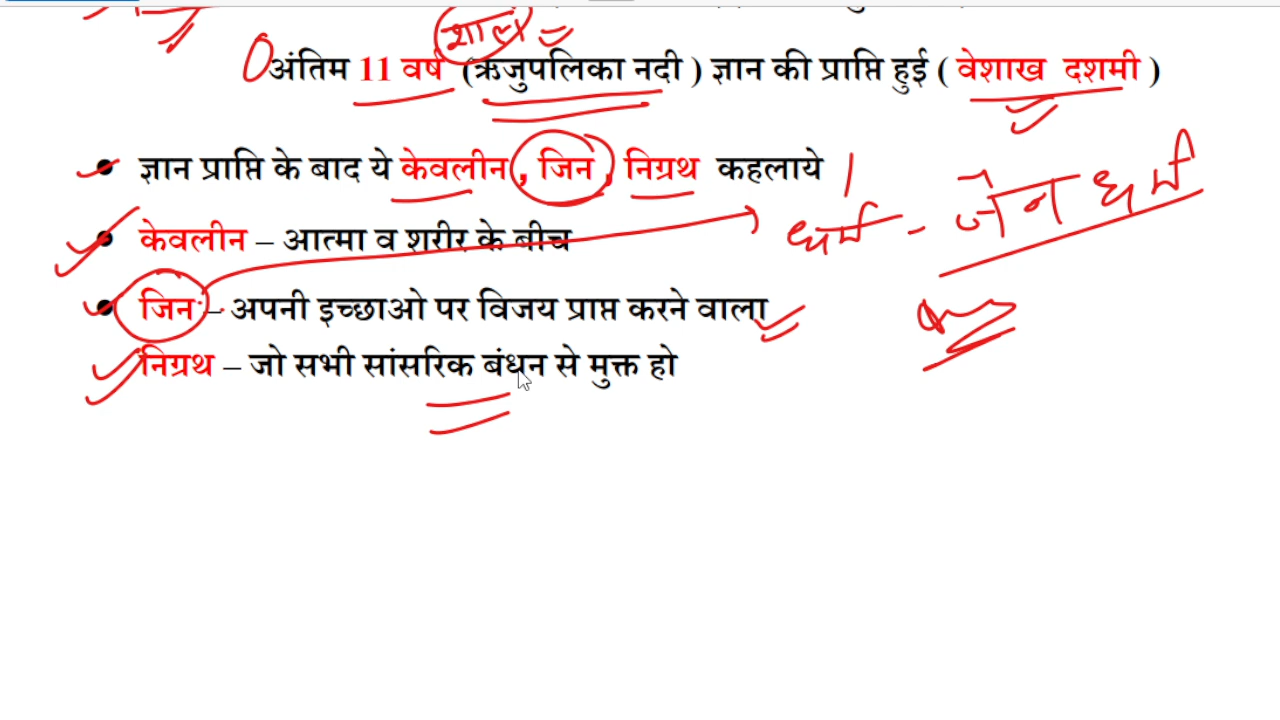 शाल
अंतिम 11 वर्ष (ऋजुपलिका नदी ) ज्ञान की प्राप्ति हुई ( वेशाख दशमी )
ज्ञान प्राप्ति के बाद ये केवलीन , जिन , निग्रथ कहलाये
धर्म - जैन धर्म
केवलीन – आत्मा व शरीर के बीच
जिन – अपनी इच्छाओ पर विजय प्राप्त करने वाला
निग्रथ – जो सभी सांसरिक बंधन से मुक्त हो